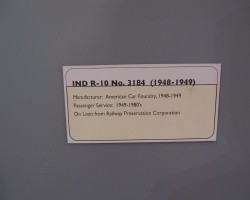 IND R-10 No. 3184 (1948-1949)
Manufacturer: American Car Foundry, 1948-1949
Passenger Service: 1949-1980's
On Loan from Railway Preservation Corporation